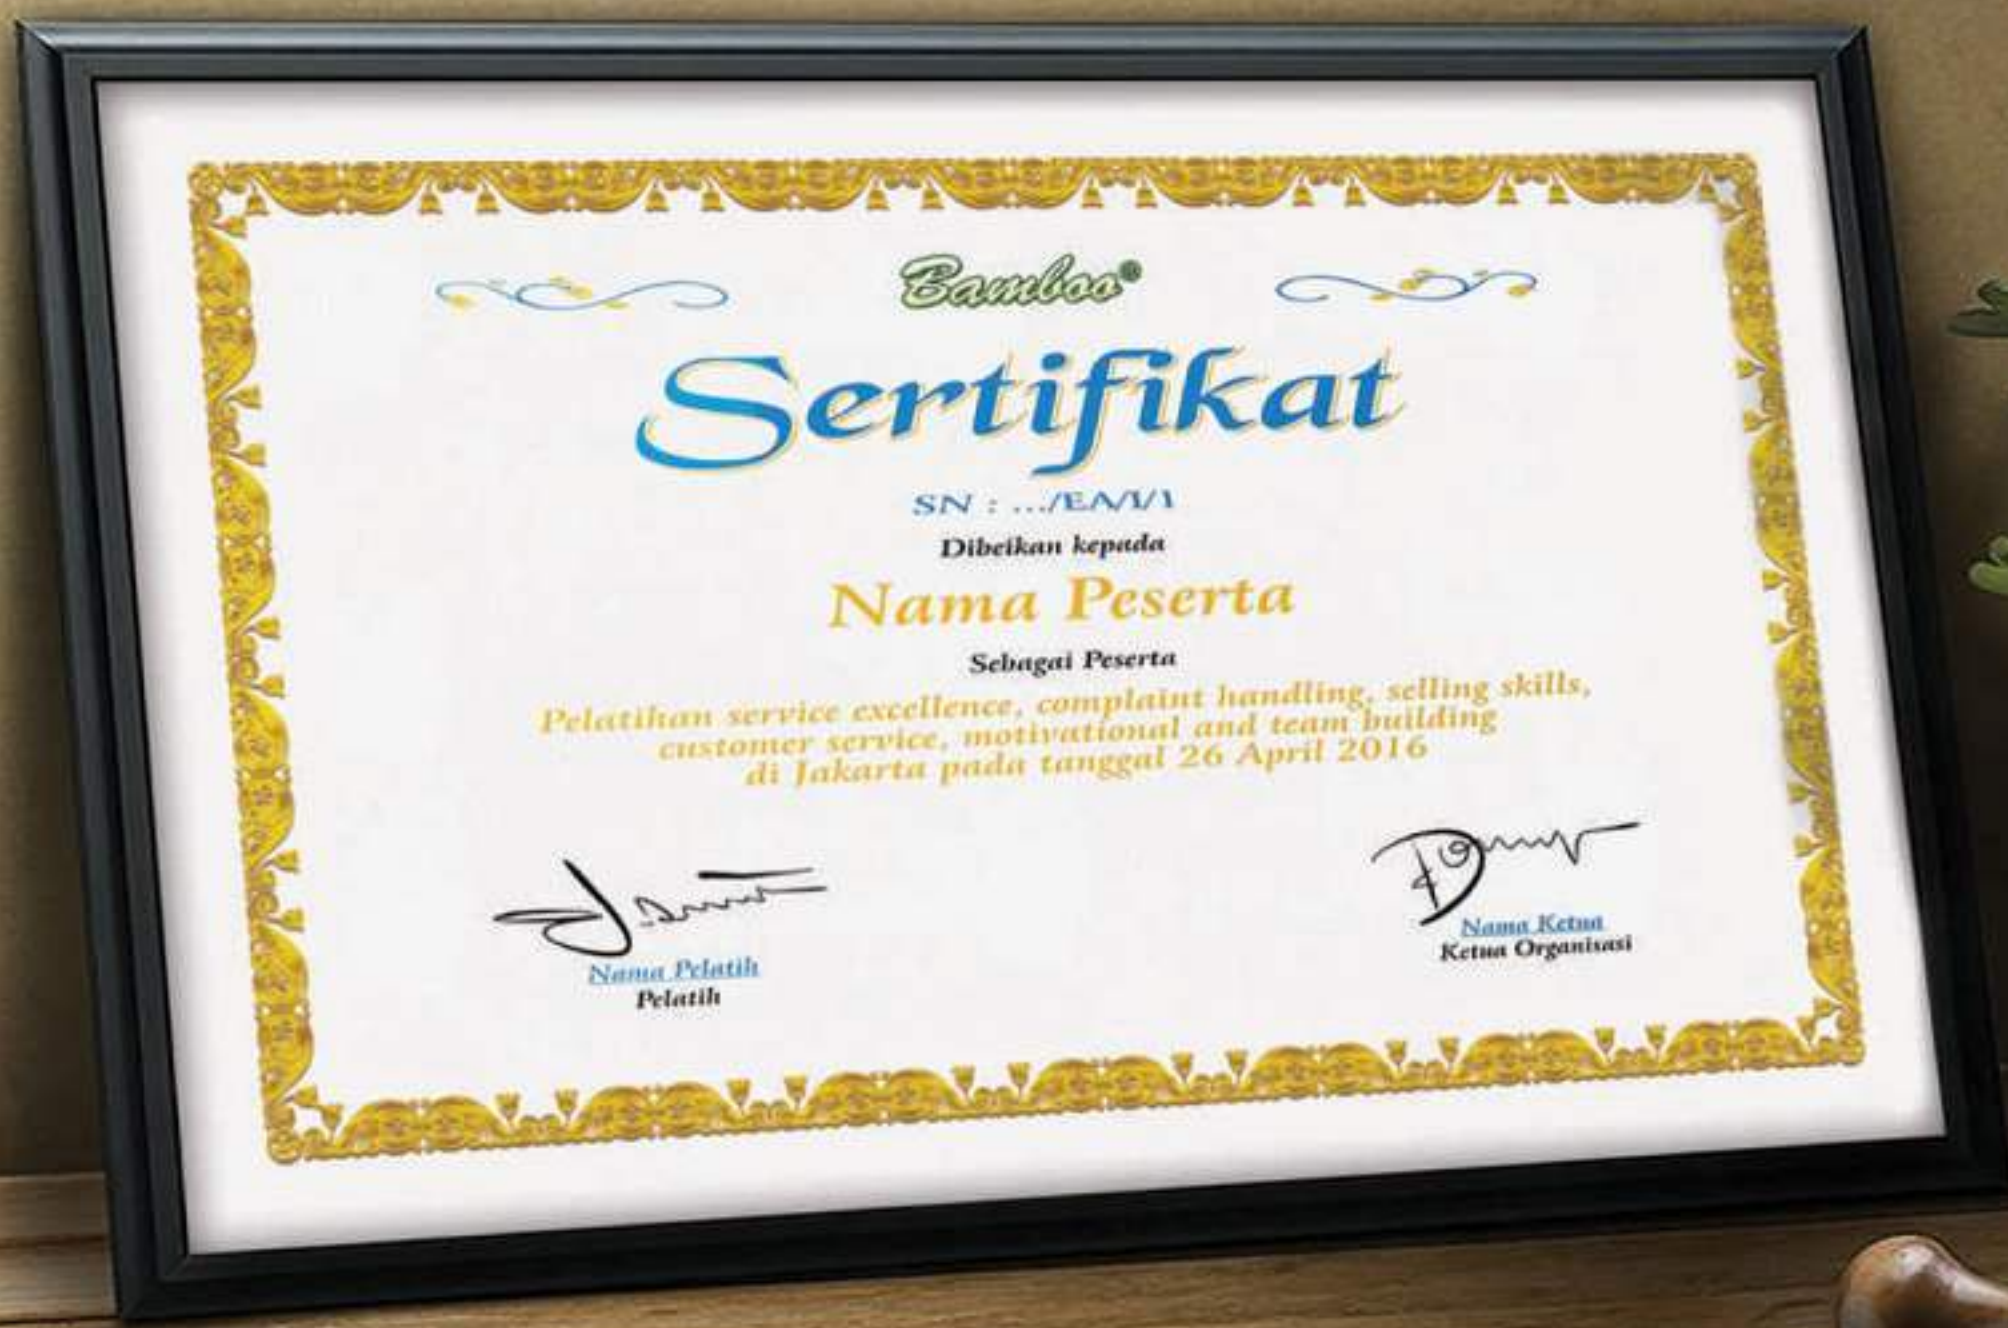 Bamboo®
Sertifikat
SN : .../EA/I/1
Dibeikan kepada
Nama Peserta
Sebagai Peserta
Pelatihan service excellence, complaint handling, selling skills,
customer service, motivational and team building
di Jakarta pada tanggal 26 April 2016
Nama Pelatih
Pelatih
Nama Ketua
Ketua Organisasi